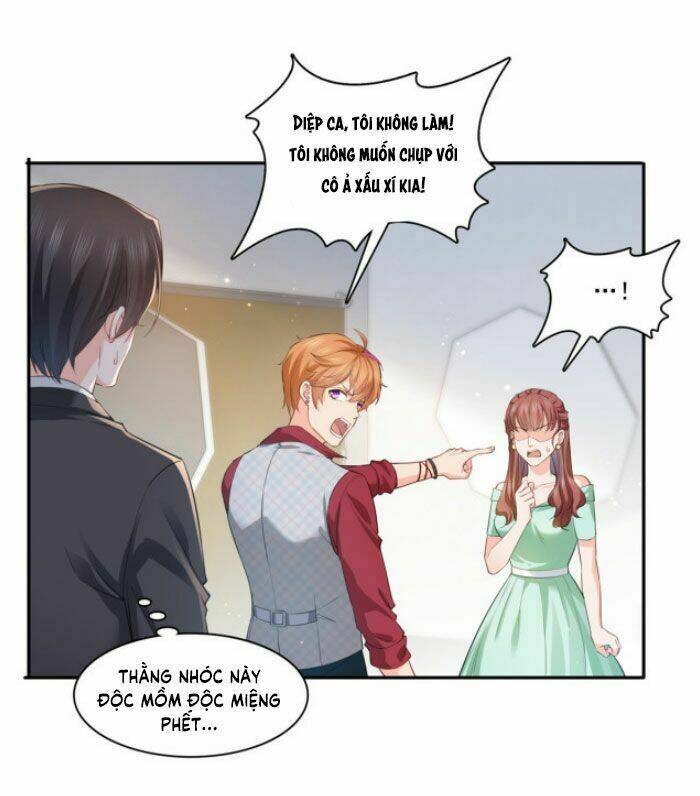 DIỆP CA, TÔI KHÔNG LÀM!
TÔI KHÔNG MUỐN CHỤP VỚI
CÔ Ả XẤU XÍ KIA!
...!
THẰNG NHÓC NÀY
ĐỘC MỒM ĐỘC MIỆNG
PHẾT...